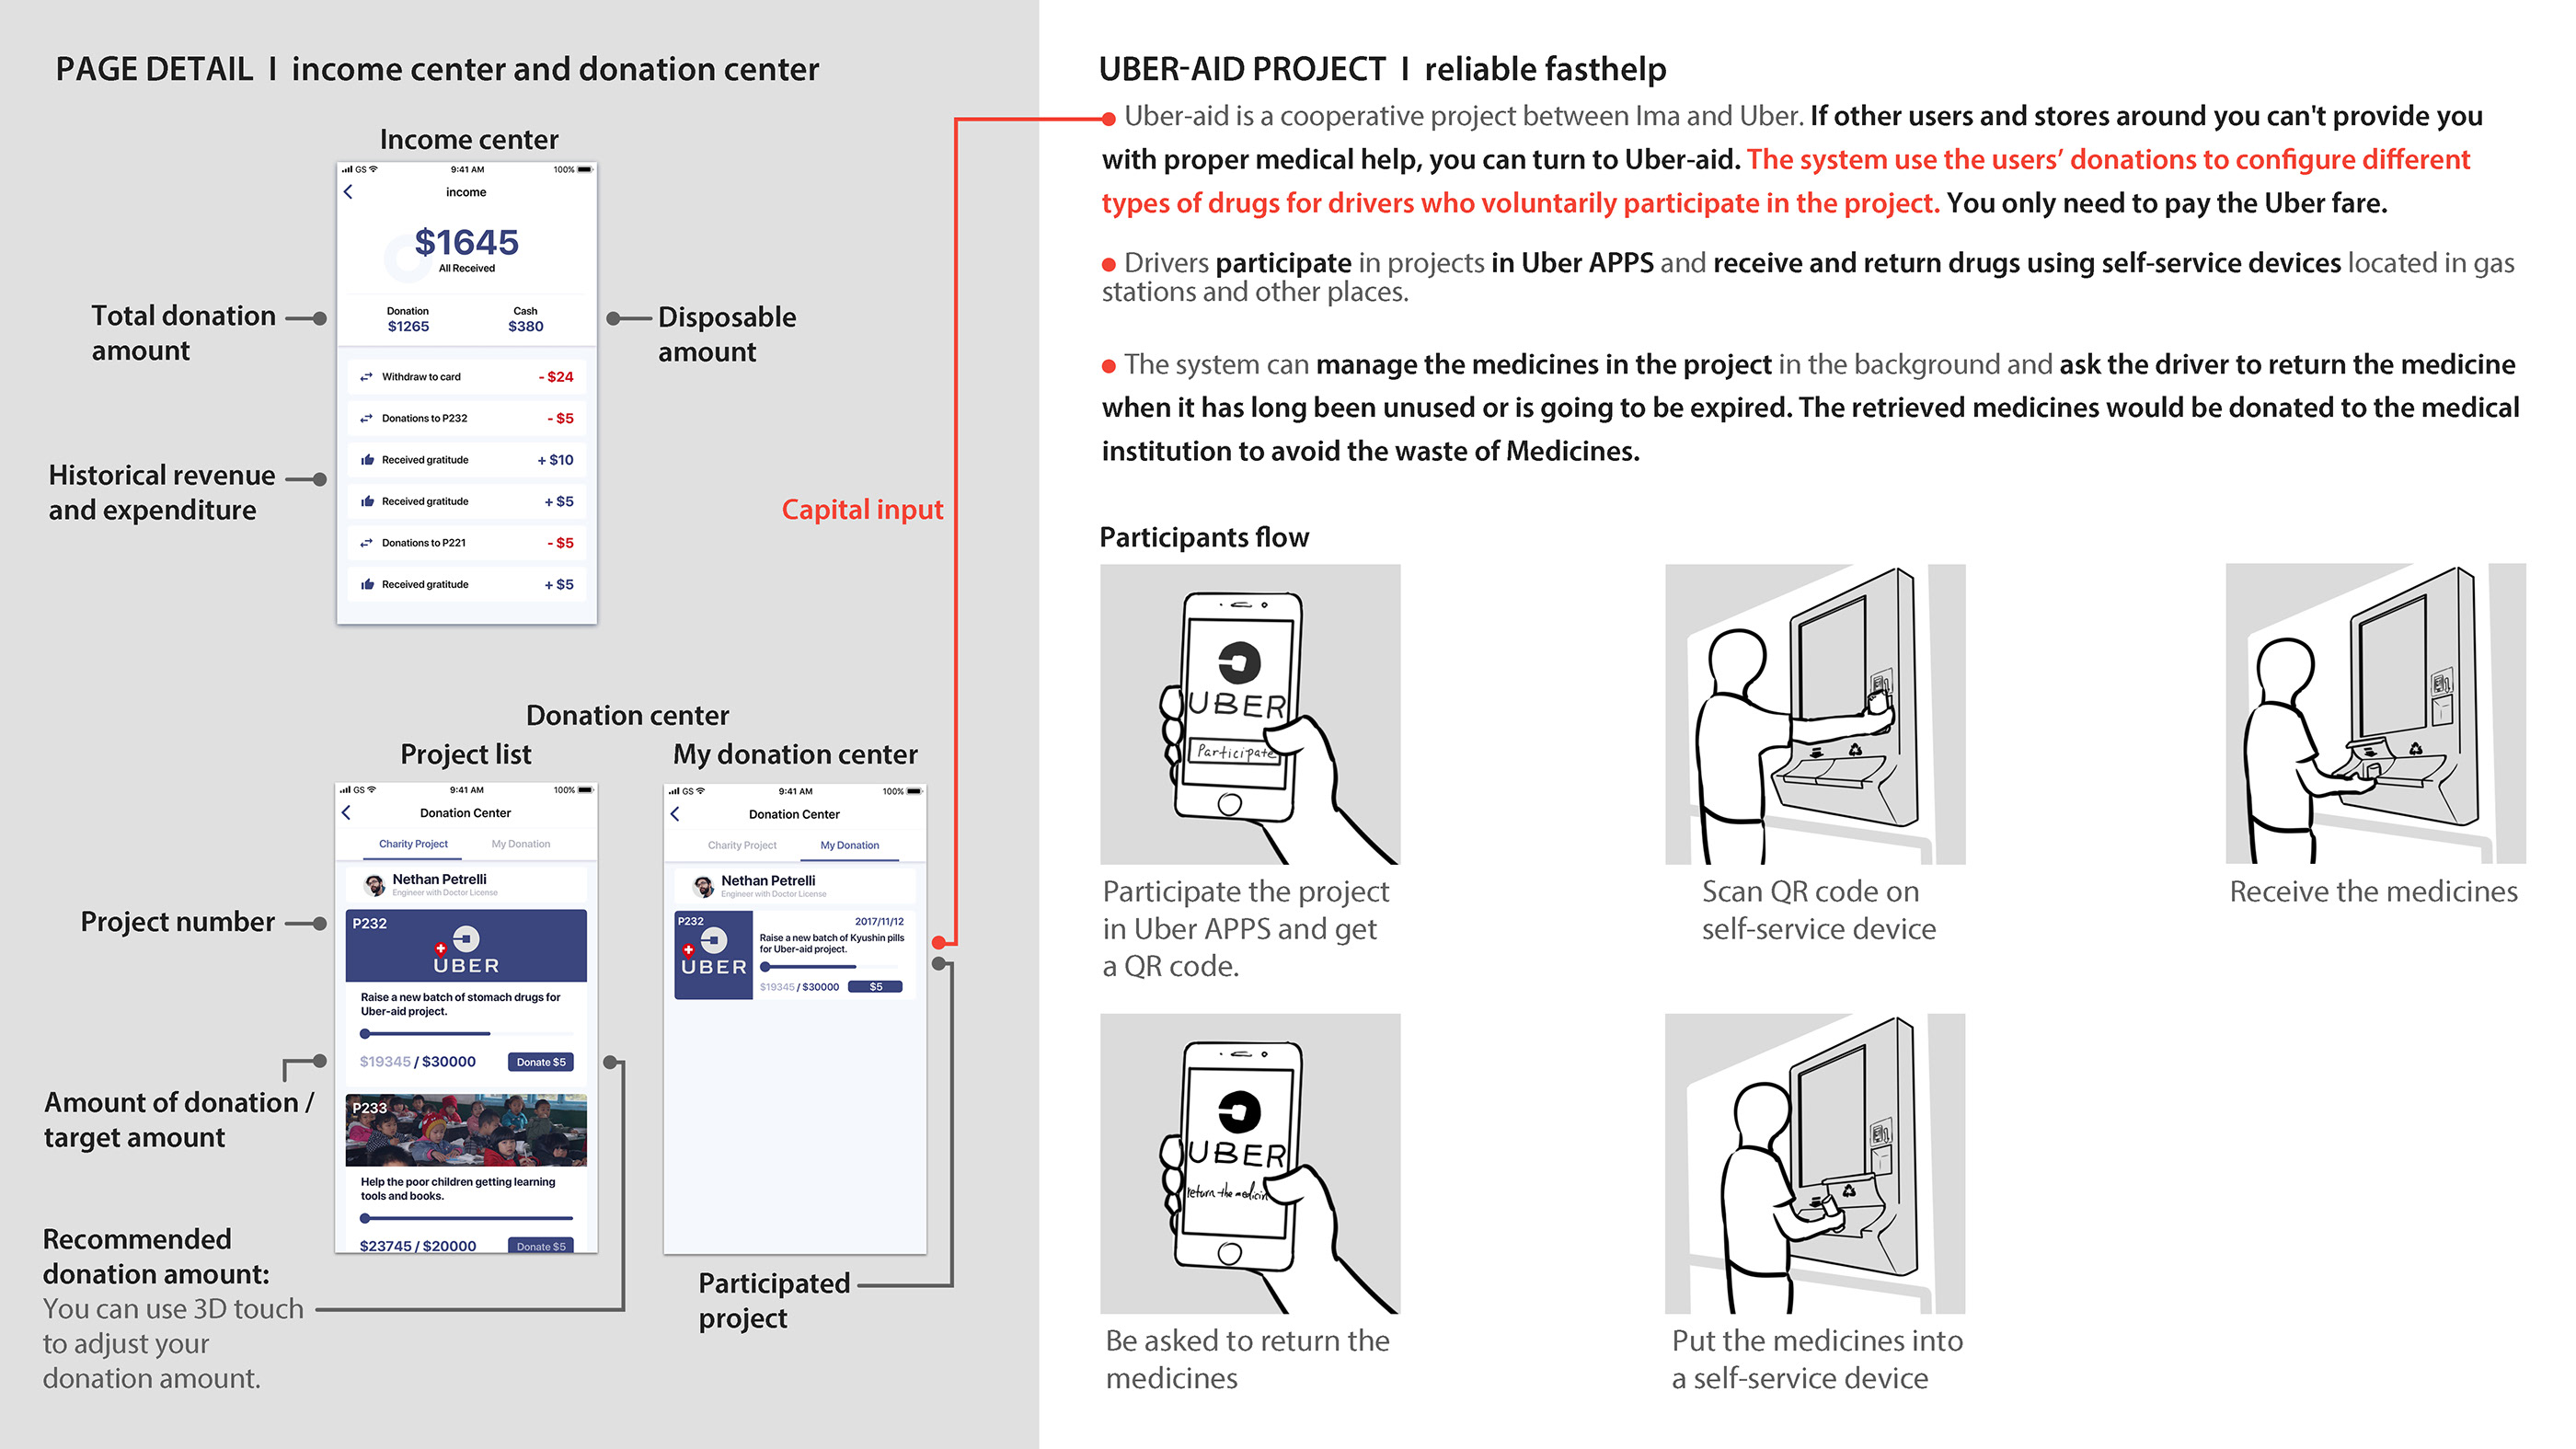 PAGE DETAIL I income center and donation center
Income center
GS
9:41 AM
100%
income
$1645
All Received
Donation
$1265
Cash
$380
Total donation
amount
Disposable
amount
Historical revenue
and expenditure
Withdraw to card
- $24
Donations to P232
- $5
Received gratitude
+ $10
Received gratitude
+ $5
Donations to P221
- $5
Received gratitude
+ $5
Capital input
Donation center
Project list
My donation center
GS
9:41 AM
100%
Donation Center
Charity Project
My Donation
Nethan Petrelli
Engineer with Doctor License
P232
UBER
Raise a new batch of stomach drugs for
Uber-aid project.
$19345 / $30000
Donate $5
P233
Help the poor children getting learning
tools and books.
$23745 / $20000
Donate $5
GS
9:41 AM
100%
Donation Center
Charity Project
My Donation
Nethan Petrelli
Engineer with Doctor License
P232
UBER
2017/11/12
Raise a new batch of Kyushin pills
for Uber-aid project.
$19345 / $30000
$5
Project number
Amount of donation /
target amount
Recommended
donation amount:
You can use 3D touch
to adjust your
donation amount.
Participated
project
UBER-AID PROJECT I reliable fasthelp
Uber-aid is a cooperative project between Ima and Uber. If other users and stores around you can't provide you
with proper medical help, you can turn to Uber-aid. The system use the users’ donations to configure different
types of drugs for drivers who voluntarily participate in the project. You only need to pay the Uber fare.
Drivers participate in projects in Uber APPS and receive and return drugs using self-service devices located in gas
stations and other places.
The system can manage the medicines in the project in the background and ask the driver to return the medicine
when it has long been unused or is going to be expired. The retrieved medicines would be donated to the medical
institution to avoid the waste of Medicines.
Participants flow
UBER
Participate
Participate the project
in Uber APPS and get
a QR code.
Scan QR code on
self-service device
Receive the medicines
UBER
return the medicin
Be asked to return the
medicines
Put the medicines into
a self-service device